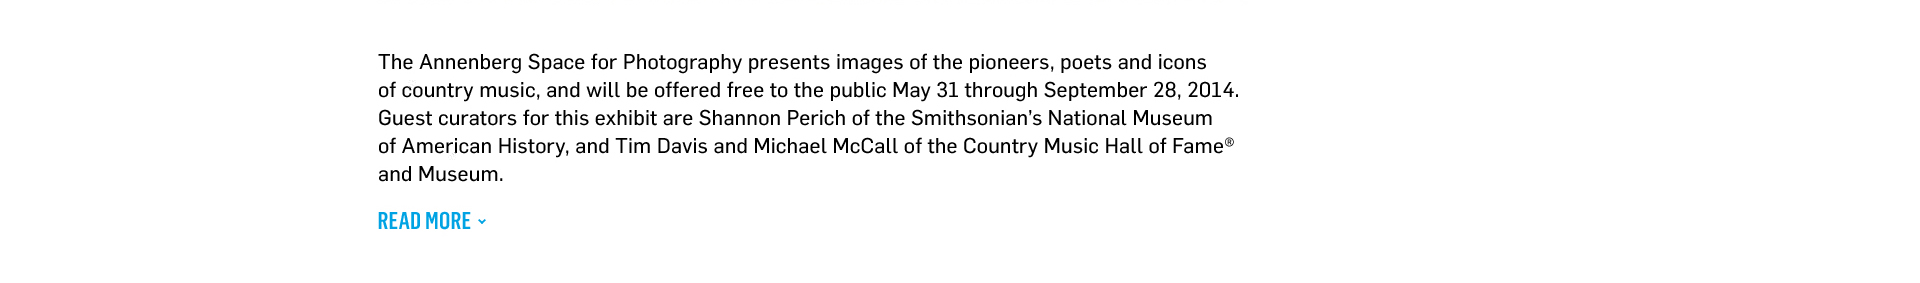 The Annenberg Space for Photography presents images of the pioneers, poets and icons
of country music, and will be offered free to the public May 31 through September 28, 2014.
Guest curators for this exhibit are Shannon Perich of the Smithsonian’s National Museum
of American History, and Tim Davis and Michael McCall of the Country Music Hall of Fame®
and Museum.
READ MORE